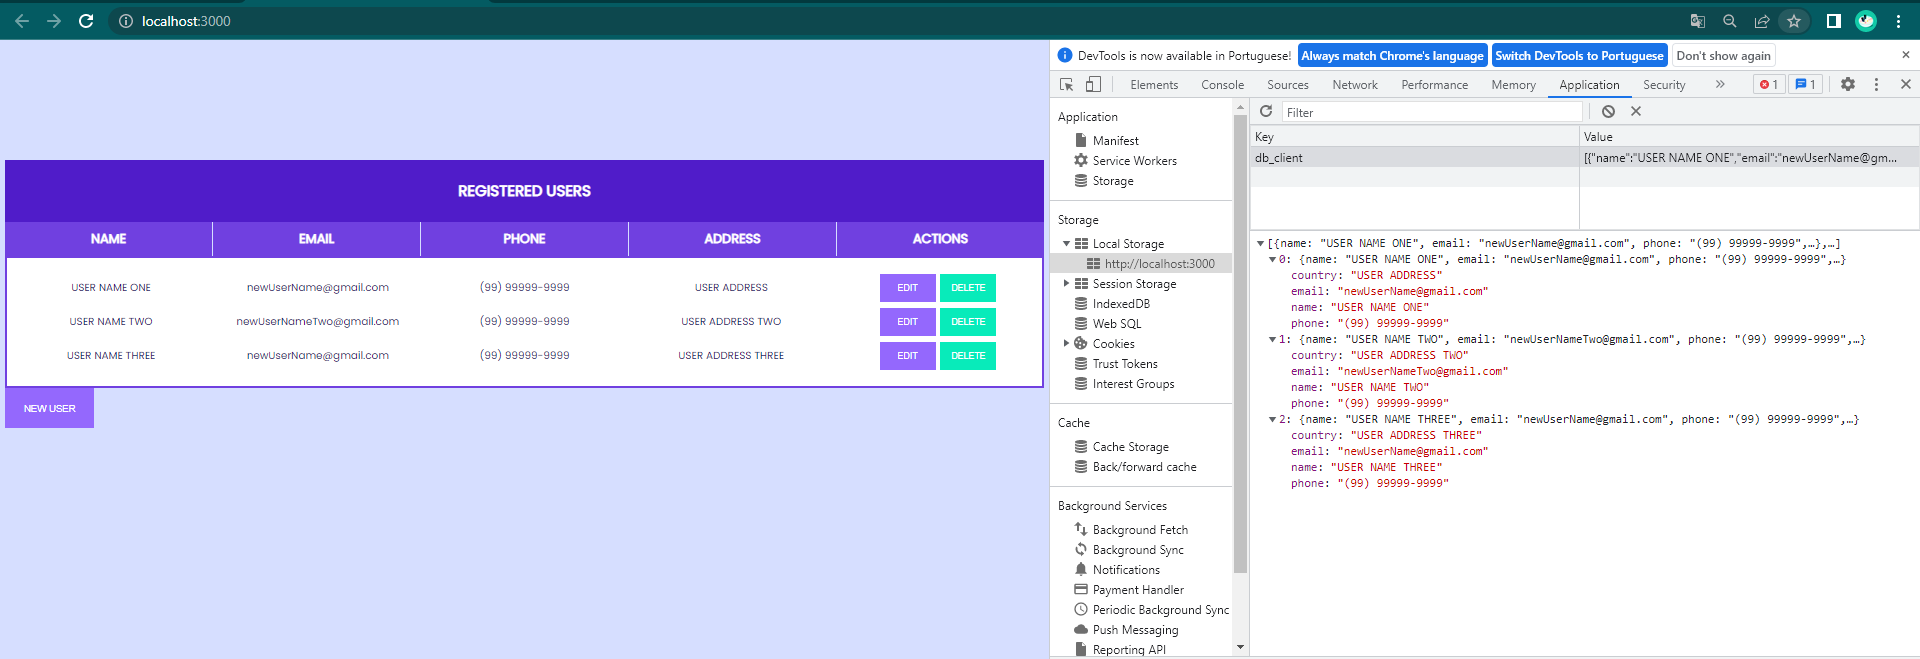 localhost:3000
REGISTERED USERS
NAME EMAIL PHONE ADDRESS ACTIONS
USER NAME ONE newUserName@gmail.com (99) 99999-9999 USER ADDRESS EDIT DELETE
USER NAME TWO newUserNameTwo@gmail.com (99) 99999-9999 USER ADDRESS TWO EDIT DELETE
USER NAME THREE newUserName@gmail.com (99) 99999-9999 USER ADDRESS THREE EDIT DELETE
NEW USER
DevTools is now available in Portuguese! Always match Chrome's language Switch DevTools to Portuguese Don't show again
Elements Console Sources Network Performance Memory Application Security » 1 1
Application
Manifest
Service Workers
Storage
Storage
Local Storage
http://localhost:3000
Session Storage
IndexedDB
Web SQL
Cookies
Trust Tokens
Interest Groups
Cache
Cache Storage
Back/forward cache
Background Services
Background Fetch
Background Sync
Notifications
Payment Handler
Periodic Background Sync
Push Messaging
Reporting API
Filter
Key Value
db_client [{"name":"USER NAME ONE","email":"newUserName@gm...
[{name: "USER NAME ONE", email: "newUserName@gmail.com", phone: "(99) 99999-9999",…},…]
0: {name: "USER NAME ONE", email: "newUserName@gmail.com", phone: "(99) 99999-9999",…}
country: "USER ADDRESS"
email: "newUserName@gmail.com"
name: "USER NAME ONE"
phone: "(99) 99999-9999"
1: {name: "USER NAME TWO", email: "newUserNameTwo@gmail.com", phone: "(99) 99999-9999",…}
country: "USER ADDRESS TWO"
email: "newUserNameTwo@gmail.com"
name: "USER NAME TWO"
phone: "(99) 99999-9999"
2: {name: "USER NAME THREE", email: "newUserName@gmail.com", phone: "(99) 99999-9999",…}
country: "USER ADDRESS THREE"
email: "newUserName@gmail.com"
name: "USER NAME THREE"
phone: "(99) 99999-9999"